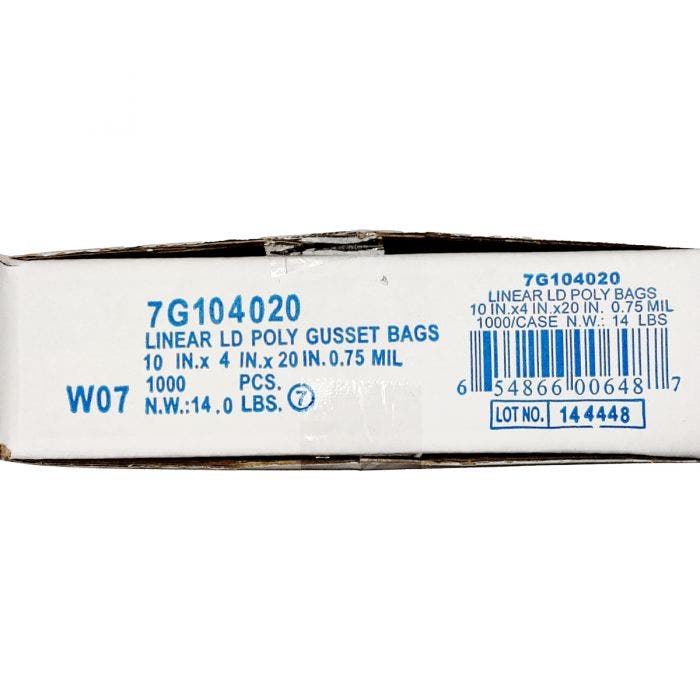 7G104020
LINEAR LD POLY GUSSET BAGS
10 IN.x 4 IN.x 20 IN. 0.75 MIL
1000 PCS.
W07
N.W.:14.0 LBS. 7
7G104020
LINEAR LD POLY BAGS
10 IN.x4 IN.x20 IN. 0.75 MIL
1000/CASE N.W.: 14 LBS
6 54866 00648 7
LOT NO. 144448